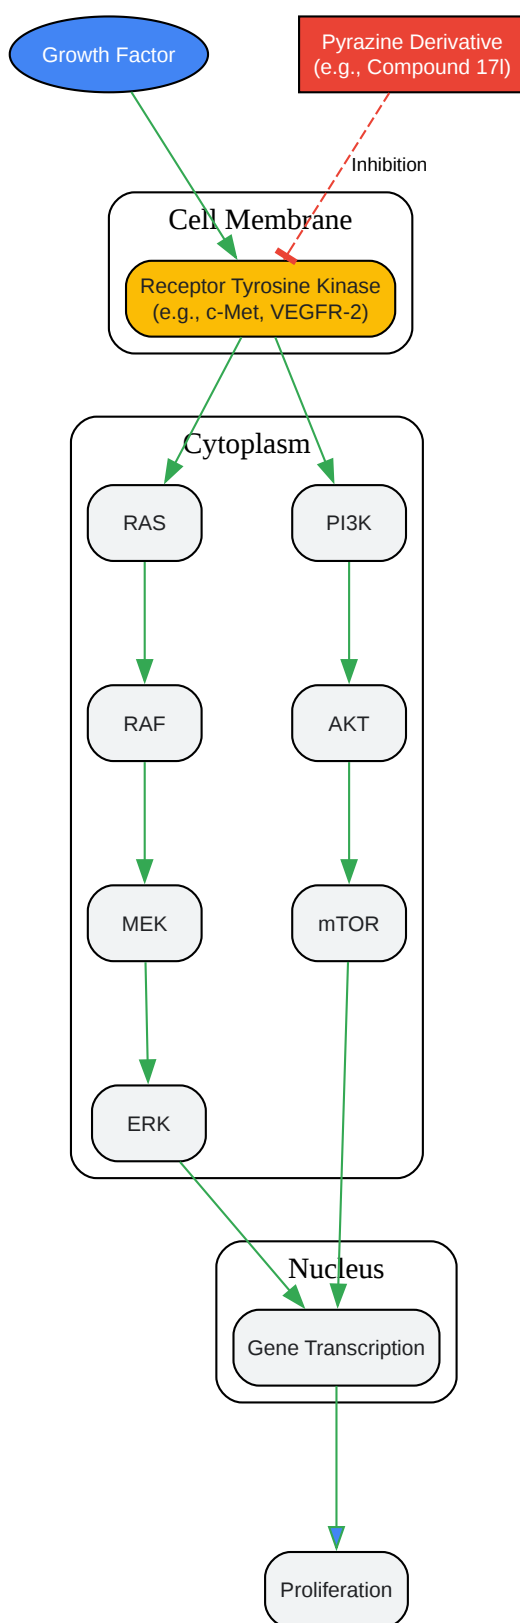 Growth Factor
Pyrazine Derivative
(e.g., Compound 17l)
Inhibition
Cell Membrane
Receptor Tyrosine Kinase
(e.g., c-Met, VEGFR-2)
Cytoplasm
RAS
PI3K
RAF
AKT
MEK
mTOR
ERK
Nucleus
Gene Transcription
Proliferation